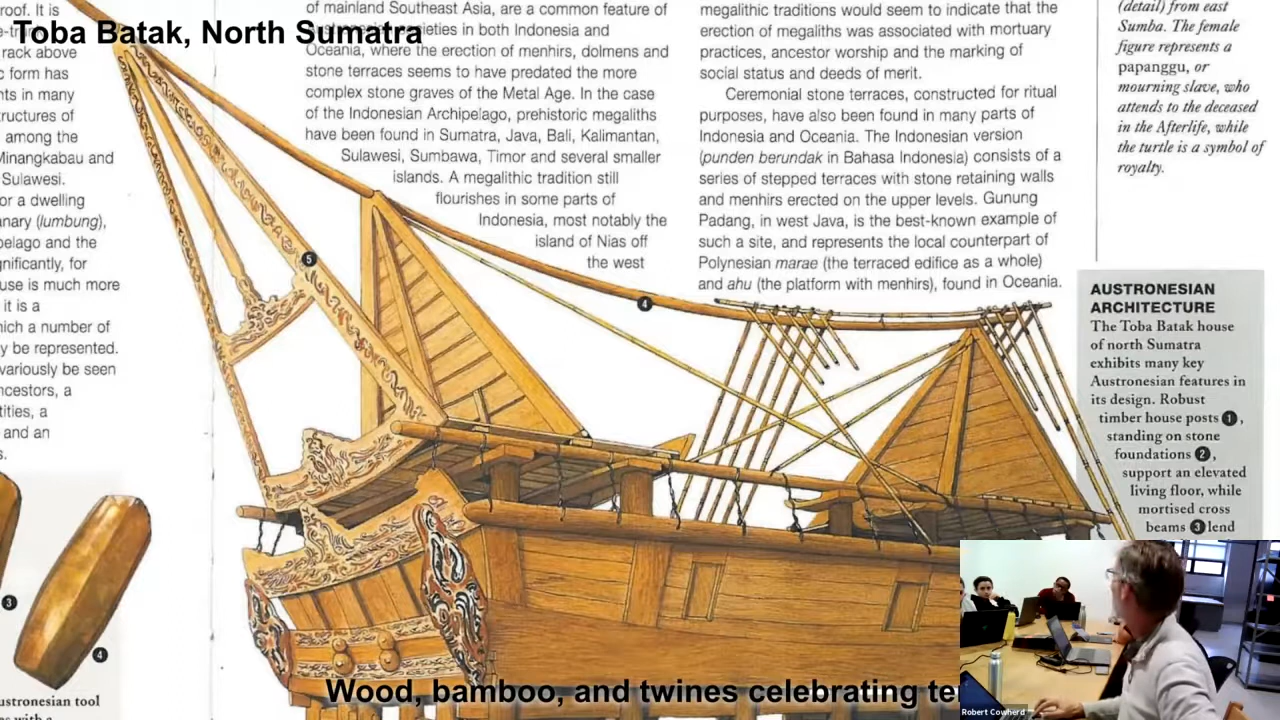 Toba Batak, North Sumatra
roof. It is
rack above
form has
nts in many
ructures of
among the
Minangkabau and
Sulawesi.
or a dwelling
anary (lumbung),
pelago and the
gnificantly, for
use is much more
it is a
hich a number of
y be represented.
variously be seen
ncestors, a
tities, a
and an
s.
of mainland Southeast Asia, are a common feature of
societies in both Indonesia and
Oceania, where the erection of menhirs, dolmens and
stone terraces seems to have predated the more
complex stone graves of the Metal Age. In the case
of the Indonesian Archipelago, prehistoric megaliths
have been found in Sumatra, Java, Bali, Kalimantan,
Sulawesi, Sumbawa, Timor and several smaller
islands. A megalithic tradition still
flourishes in some parts of
Indonesia, most notably the
island of Nias off
the west
megalithic traditions would seem to indicate that the
erection of megaliths was associated with mortuary
practices, ancestor worship and the marking of
social status and deeds of merit.
Ceremonial stone terraces, constructed for ritual
purposes, have also been found in many parts of
Indonesia and Oceania. The Indonesian version
(punden berundak in Bahasa Indonesia) consists of a
series of stepped terraces with stone retaining walls
and menhirs erected on the upper levels. Gunung
Padang, in west Java, is the best-known example of
such a site, and represents the local counterpart of
Polynesian marae (the terraced edifice as a whole)
and ahu (the platform with menhirs), found in Oceania.
(detail) from east
Sumba. The female
figure represents a
papanggu, or
mourning slave, who
attends to the deceased
in the Afterlife, while
the turtle is a symbol of
royalty.
AUSTRONESIAN
ARCHITECTURE
The Toba Batak house
of north Sumatra
exhibits many key
Austronesian features in
its design. Robust
timber house posts 1,
standing on stone
foundations 2,
support an elevated
living floor, while
mortised cross
beams 3 lend
5
4
3
4
ustronesian tool
Wood, bamboo, and twines celebrating te
Robert Cowherd